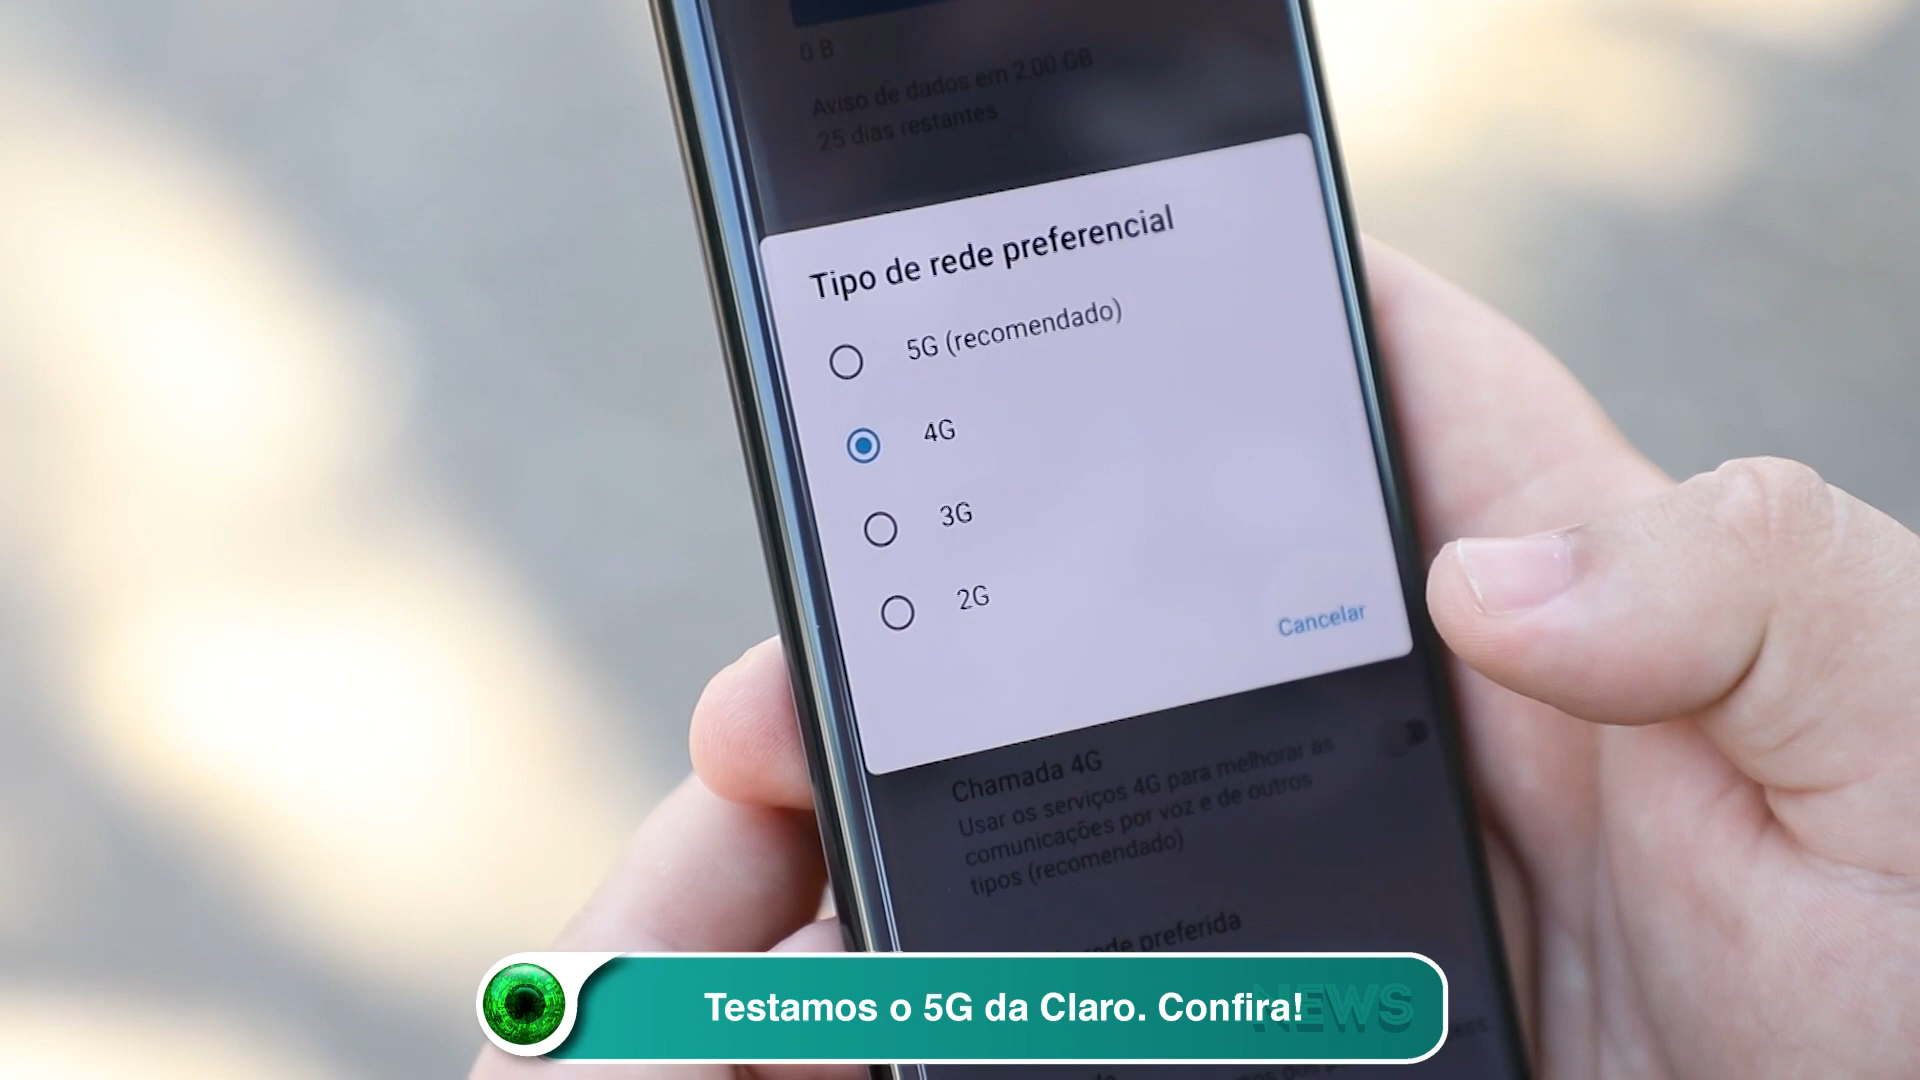 0 B
Aviso de dados em 2,00 GB
25 dias restantes
Tipo de rede preferencial
5G (recomendado)
4G
3G
2G
Cancelar
Chamada 4G
Usar os serviços 4G para melhorar as
comunicações por voz e de outros
tipos (recomendado)
rede preferida
Testamos o 5G da Claro. Confira!
NEWS